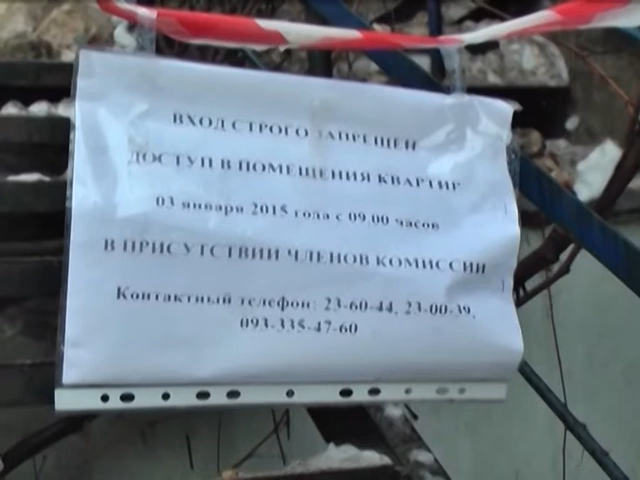 ВХОД СТРОГО ЗАПРЕЩЕН
ДОСТУП В ПОМЕЩЕНИЯ КВАРТИР
03 января 2015 года с 09.00 часов
В ПРИСУТСТВИИ ЧЛЕНОВ КОМИССИИ
Контактный телефон: 23-60-44, 23-00-39,
093-335-47-60